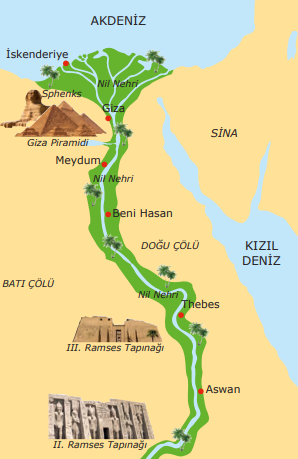 AKDENİZ
İskenderiye
Nil Nehri
Sphenks
Giza
SİNA
Giza Piramidi
Meydum
Nil Nehri
Beni Hasan
DOĞU ÇÖLÜ
KIZIL
DENİZ
BATI ÇÖLÜ
Nil Nehri
Thebes
III. Ramses Tapınağı
Aswan
II. Ramses Tapınağı